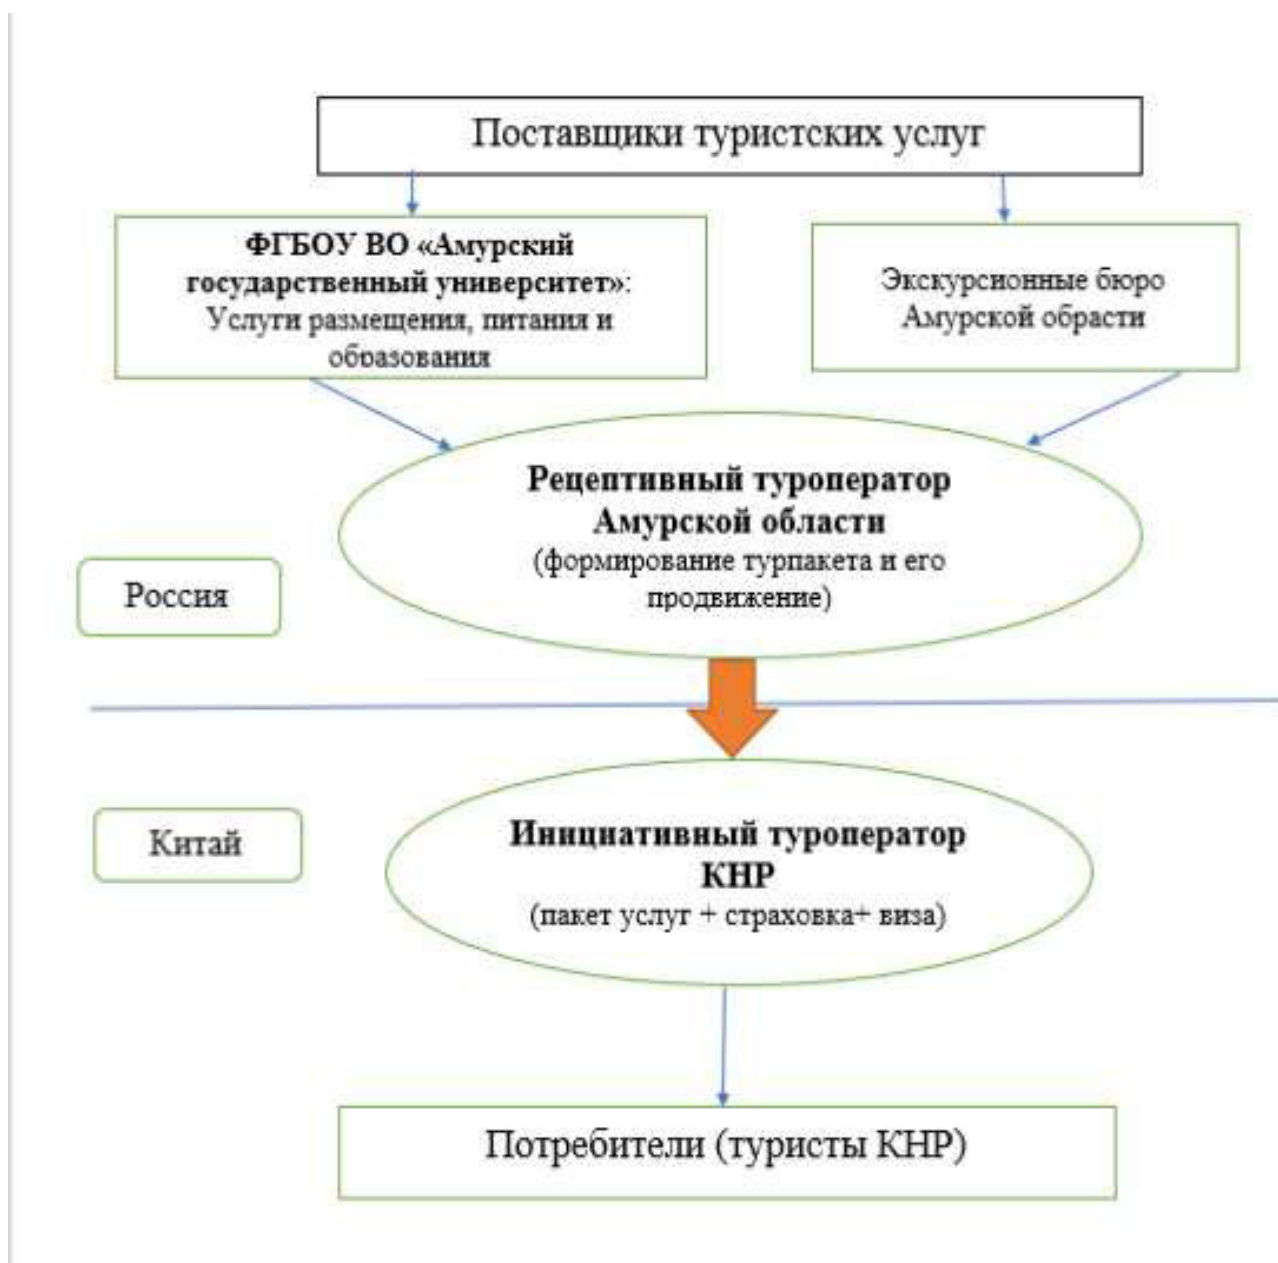 Поставщики туристских услуг
ФГБОУ ВО «Амурский
государственный университет»:
Услуги размещения, питания и
образования
Экскурсионные бюро
Амурской обрасти
Рецептивный туроператор
Амурской области
(формирование турпакета и его
продвижение)
Россия
Китай
Инициативный туроператор
КНР
(пакет услуг + страховка+ виза)
Потребители (туристы КНР)